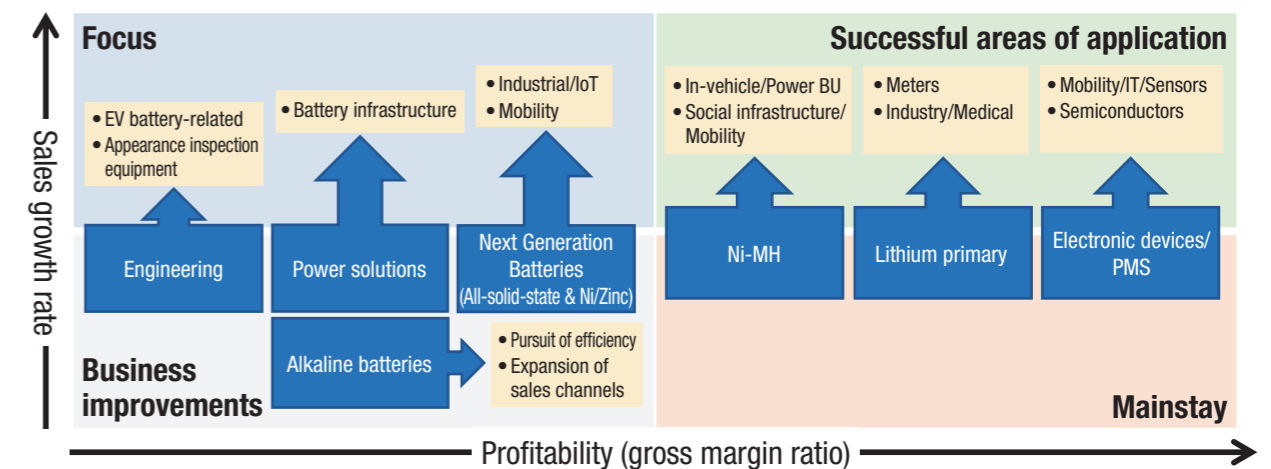 Sales growth rate
Focus
• EV battery-related
• Appearance inspection
equipment
• Battery infrastructure
• Industrial/IoT
• Mobility
Engineering
Power solutions
Next Generation
Batteries
(All-solid-state & Ni/Zinc)
Successful areas of application
• In-vehicle/Power BU
• Social infrastructure/
Mobility
• Meters
• Industry/Medical
• Mobility/IT/Sensors
• Semiconductors
Ni-MH
Lithium primary
Electronic devices/
PMS
Business
improvements
Alkaline batteries
• Pursuit of efficiency
• Expansion of
sales channels
Mainstay
Profitability (gross margin ratio)